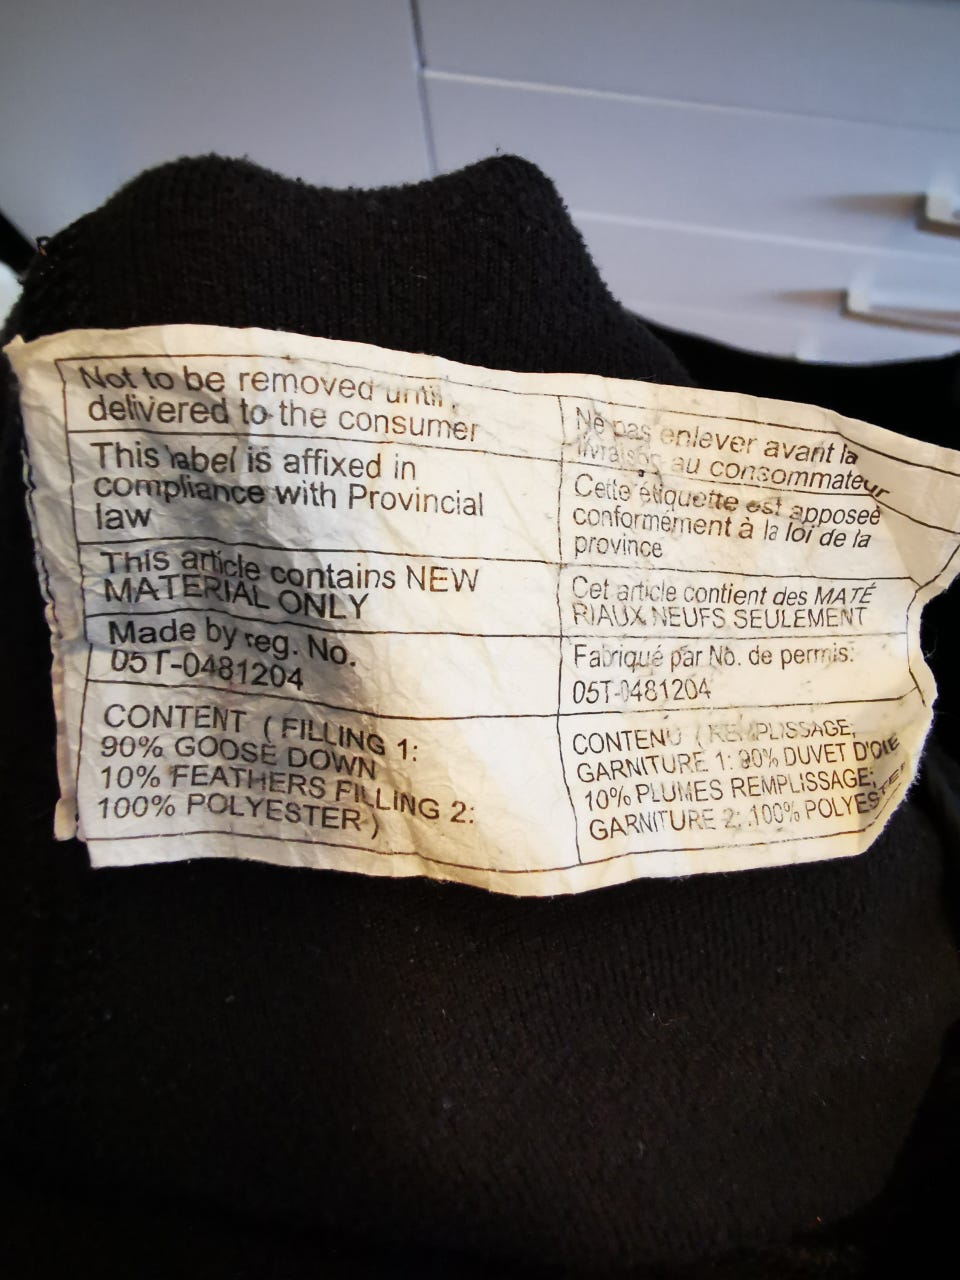 Not to be removed until
delivered to the consumer
This label is affixed in
compliance with Provincial
law
This article contains NEW
MATERIAL ONLY
Made by reg. No.
05T-0481204
CONTENT ( FILLING 1:
90% GOOSE DOWN
10% FEATHERS FILLING 2:
100% POLYESTER )
Ne pas enlever avant la
livraison au consommateur
Cette étiquette est apposee
conformément à la loi de la
province
Cet article contient des MATÉ
RIAUX NEUFS SEULEMENT
Fabriqué par No. de permis:
05T-0481204
CONTENU ( REMPLISSAGE;
GARNITURE 1: 90% DUVET D'OIE
10% PLUMES REMPLISSAGE;
GARNITURE 2: 100% POLYESTER